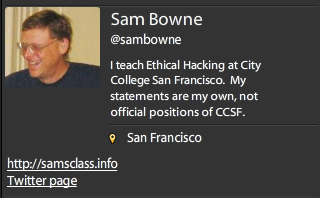 Sam Bowne
@sambowne
I teach Ethical Hacking at City
College San Francisco. My
statements are my own, not
official positions of CCSF.
San Francisco
http://samsclass.info
Twitter page